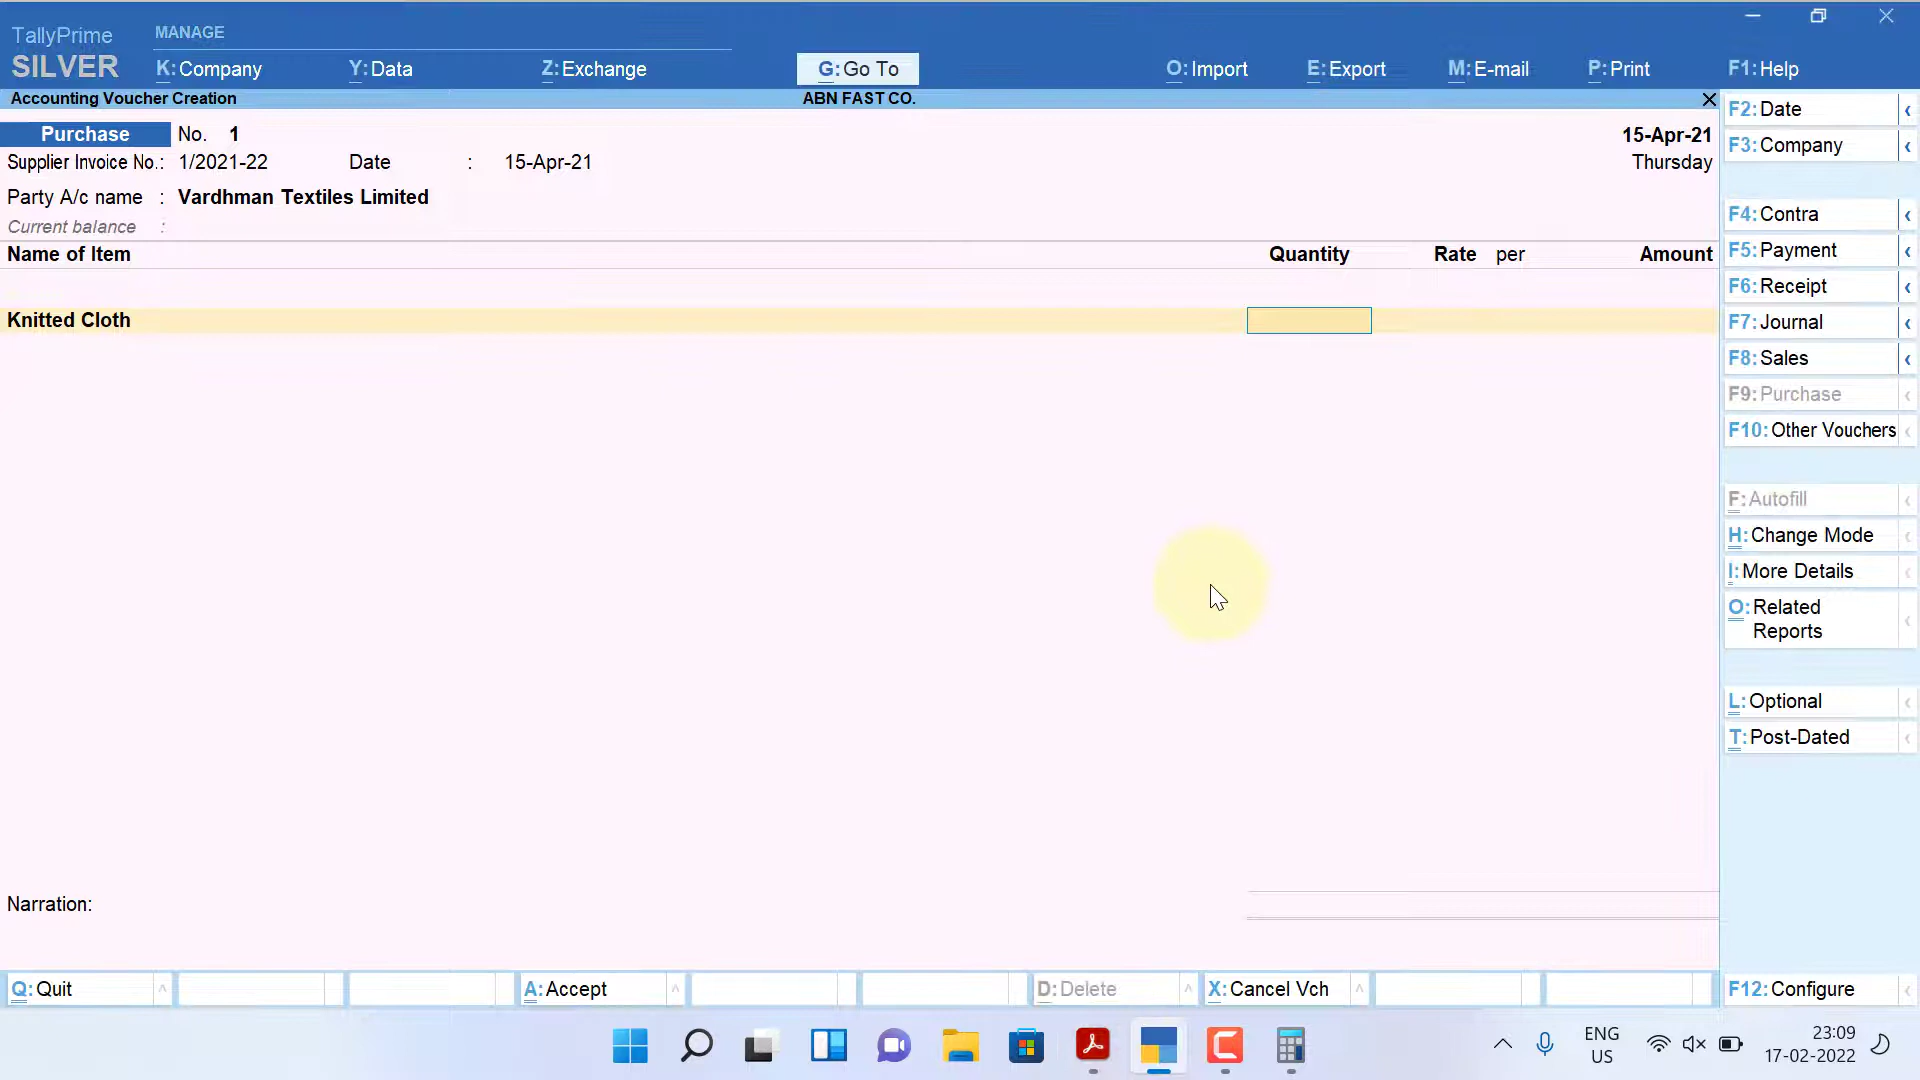 TallyPrime
SILVER
MANAGE
K: Company
Y: Data
Z: Exchange
G: Go To
O: Import
E: Export
M: E-mail
P: Print
F1: Help
Accounting Voucher Creation
ABN FAST CO.
Purchase No. 1
15-Apr-21
Supplier Invoice No.: 1/2021-22 Date : 15-Apr-21
Thursday
Party A/c name : Vardhman Textiles Limited
Current balance :
Name of Item Quantity Rate per Amount
Knitted Cloth
Narration:
F2: Date
F3: Company
F4: Contra
F5: Payment
F6: Receipt
F7: Journal
F8: Sales
F9: Purchase
F10: Other Vouchers
F: Autofill
H: Change Mode
I: More Details
O: Related
Reports
L: Optional
T: Post-Dated
F12: Configure
Q: Quit
A: Accept
D: Delete
X: Cancel Vch
ENG
US
23:09
17-02-2022